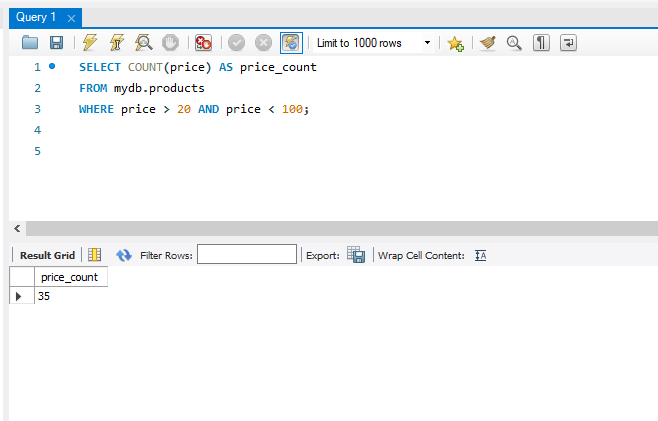 Query 1
Limit to 1000 rows
1 SELECT COUNT(price) AS price_count
2 FROM mydb.products
3 WHERE price > 20 AND price < 100;
4
5
Result Grid Filter Rows: Export: Wrap Cell Content:
price_count
35